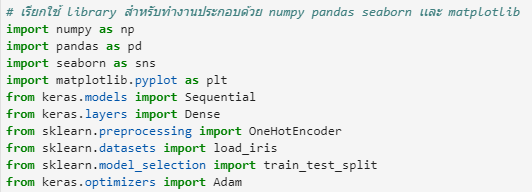 # เรียกใช้ library สำหรับทำงานประกอบด้วย numpy pandas seaborn และ matplotlib
import numpy as np
import pandas as pd
import seaborn as sns
import matplotlib.pyplot as plt
from keras.models import Sequential
from keras.layers import Dense
from sklearn.preprocessing import OneHotEncoder
from sklearn.datasets import load_iris
from sklearn.model_selection import train_test_split
from keras.optimizers import Adam